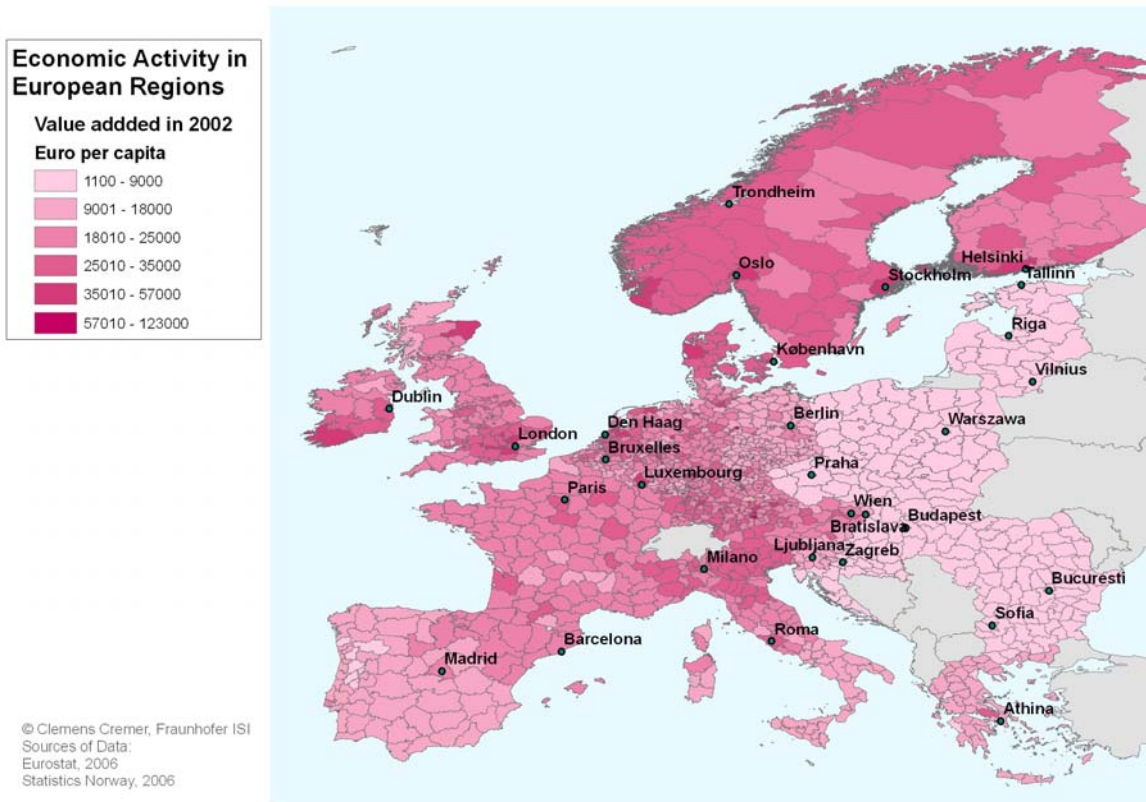 Economic Activity in
European Regions
Value addded in 2002
Euro per capita
1100 - 9000
9001 - 18000
18010 - 25000
25010 - 35000
35010 - 57000
57010 - 123000
Trondheim
Oslo
Stockholm
Helsinki
Tallinn
Riga
Vilnius
København
Dublin
London
Den Haag
Bruxelles
Berlin
Warszawa
Luxembourg
Praha
Paris
Wien
Bratislava
Budapest
Ljubljana
Zagreb
Milano
Bucuresti
Sofia
Roma
Barcelona
Madrid
Athina
© Clemens Cremer, Fraunhofer ISI
Sources of Data:
Eurostat, 2006
Statistics Norway, 2006